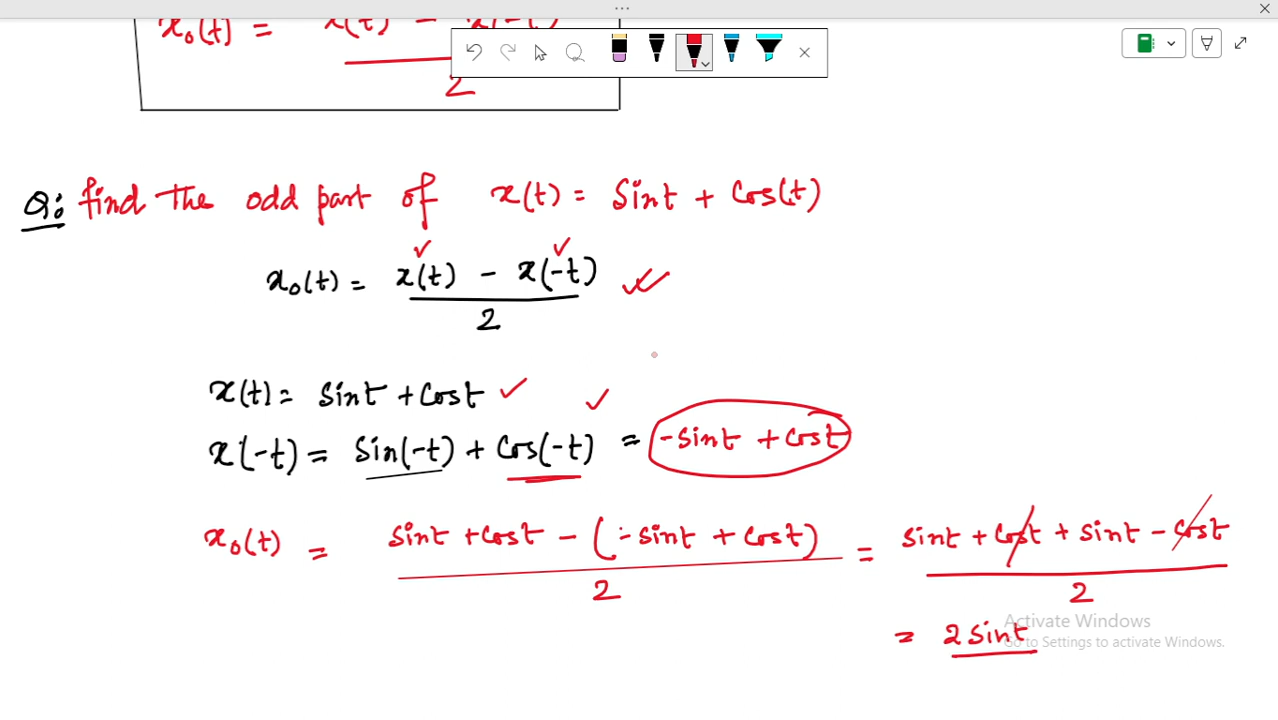 x₀(t) = x(t) - x(-t)
2
Q: find the odd part of x(t) = Sint + Cos(t)
x₀(t) = x(t) - x(-t)
2
x(t) = Sint + Cost
x(-t) = Sin(-t) + Cos(-t) = -Sint + Cost
x₀(t) = Sint + Cost - (-Sint + Cost) = Sint + Cost + Sint - Cost
2 2
= 2Sint
Activate Windows
Go to Settings to activate Windows.